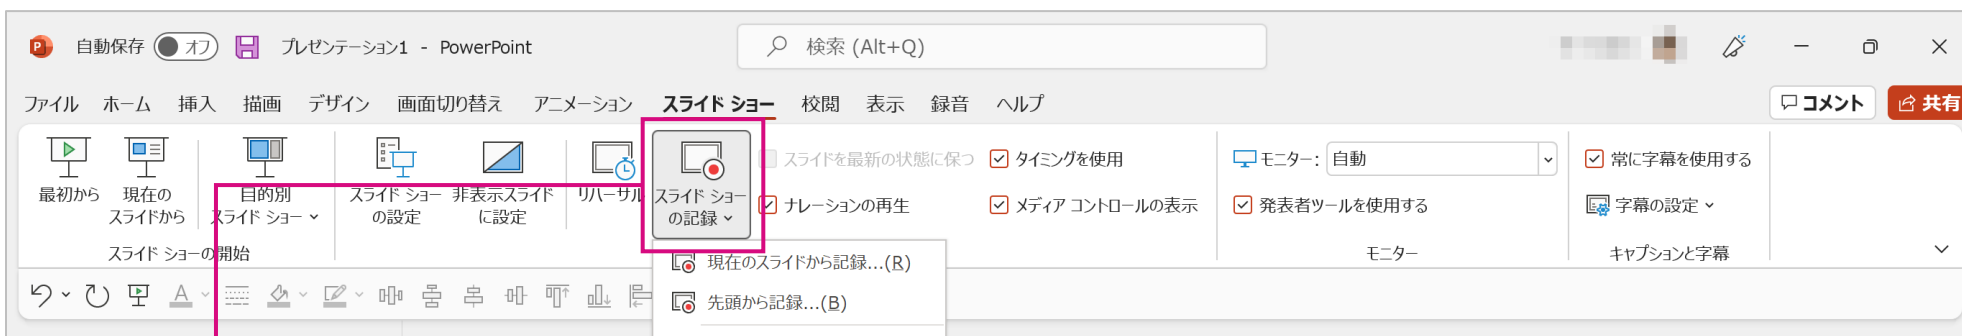 自動保存 オフ プレゼンテーション1 - PowerPoint 検索 (Alt+Q)
ファイル ホーム 挿入 描画 デザイン 画面切り替え アニメーション スライド ショー 校閲 表示 録音 ヘルプ コメント 共有
最初から
現在の
スライドから
目的別
スライド ショー
スライド ショー
の設定
非表示スライド
に設定
リハーサル
スライド ショー
の記録
スライドを最新の状態に保つ
ナレーションの再生
タイミングを使用
メディア コントロールの表示
モニター: 自動
発表者ツールを使用する
常に字幕を使用する
字幕の設定
スライド ショーの開始
モニター
キャプションと字幕
現在のスライドから記録...(R)
先頭から記録...(B)
A